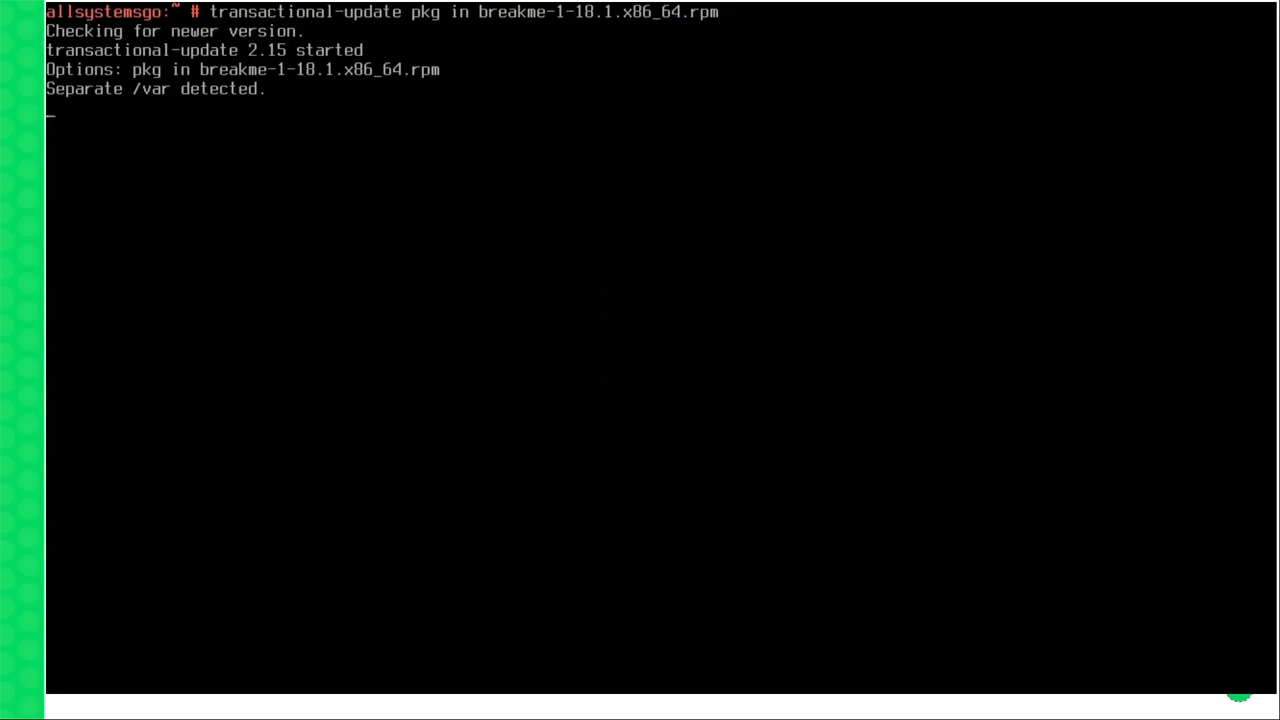 allsystemsgo:~ # transactional-update pkg in breakme-1-18.1.x86_64.rpm
Checking for newer version.
transactional-update 2.15 started
Options: pkg in breakme-1-18.1.x86_64.rpm
Separate /var detected.